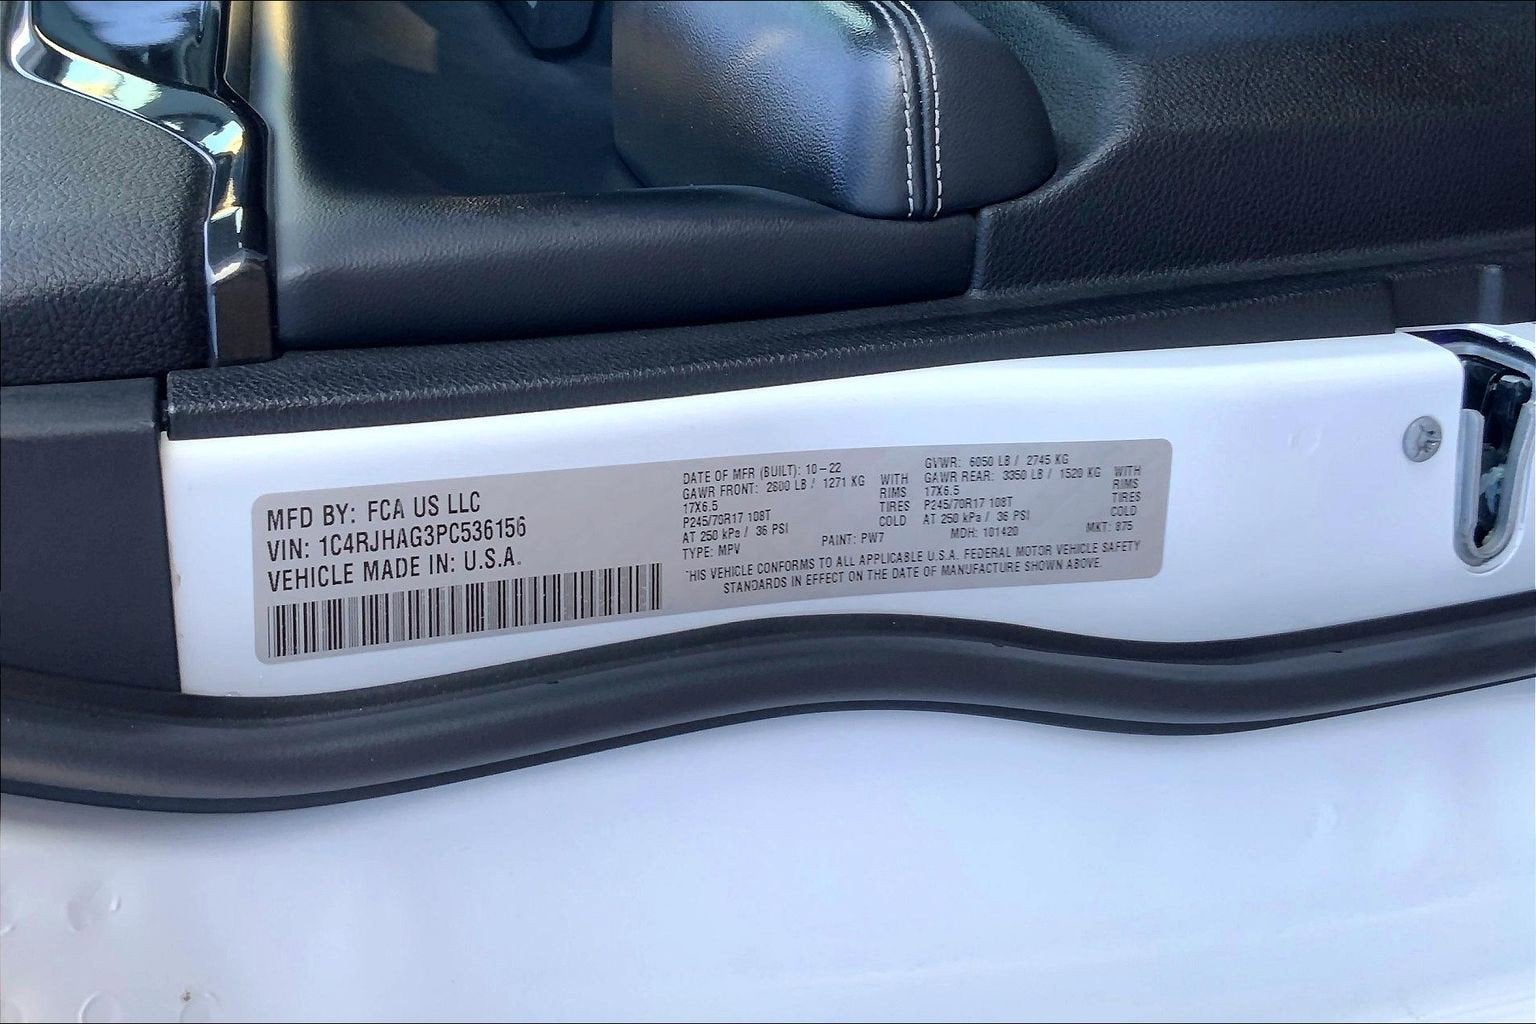 MFD BY: FCA US LLC
VIN: 1C4RJHAG3PC536156
VEHICLE MADE IN: U.S.A.
DATE OF MFR (BUILT): 10-22
GAWR FRONT: 2800 LB / 1271 KG WITH
17X6.5 RIMS
P245/70R17 108T TIRES
AT 250 kPa / 36 PSI COLD
TYPE: MPV PAINT: PW7
GVWR: 6050 LB / 2745 KG
GAWR REAR: 3350 LB / 1520 KG WITH
17X6.5 RIMS
P245/70R17 108T TIRES
AT 250 kPa / 36 PSI COLD
MDH: 101420 MKT: 875
THIS VEHICLE CONFORMS TO ALL APPLICABLE U.S.A. FEDERAL MOTOR VEHICLE SAFETY
STANDARDS IN EFFECT ON THE DATE OF MANUFACTURE SHOWN ABOVE.